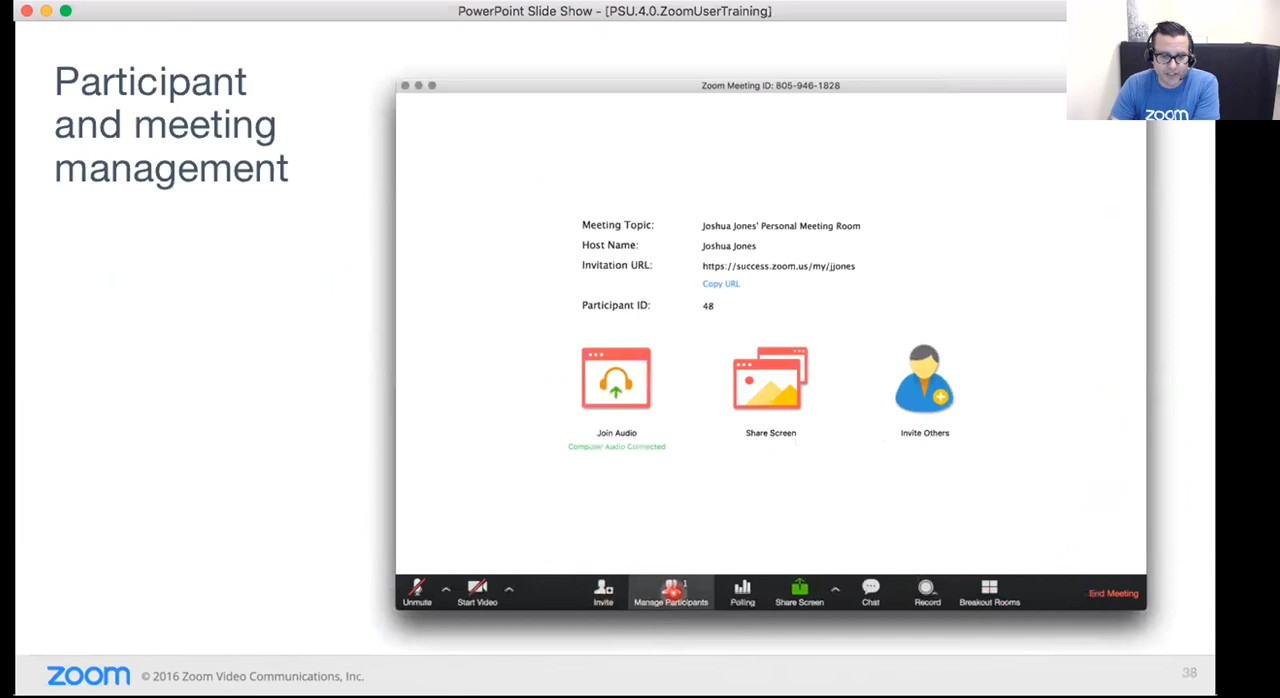 PowerPoint Slide Show - [PSU.4.0.ZoomUserTraining]
zoom
Participant
and meeting
management
Zoom Meeting ID: 805-946-1828
Meeting Topic: Joshua Jones' Personal Meeting Room
Host Name: Joshua Jones
Invitation URL: https://success.zoom.us/my/jjones
Copy URL
Participant ID: 48
Join Audio Share Screen Invite Others
Computer Audio Connected
1
Unmute Start Video Invite Manage Participants Polling Share Screen Chat Record Breakout Rooms End Meeting
zoom © 2016 Zoom Video Communications, Inc. 38